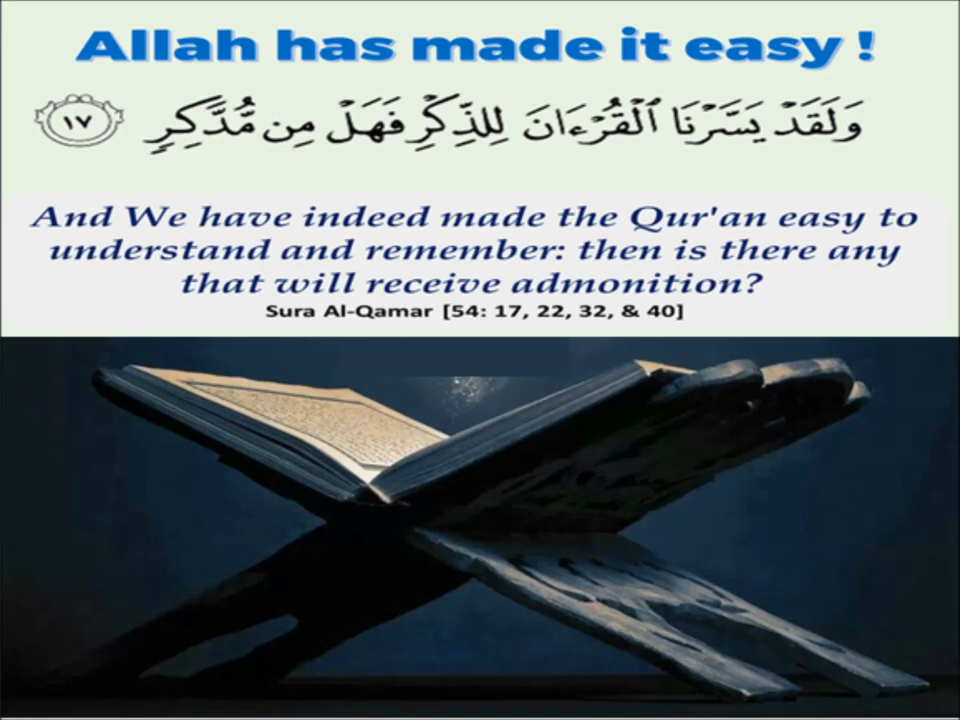 Allah has made it easy !
وَلَقَدْ يَسَّرْنَا ٱلْقُرْءَانَ لِلذِّكْرِ فَهَلْ مِن مُّدَّكِرٍ ١٧
And We have indeed made the Qur'an easy to
understand and remember: then is there any
that will receive admonition?
Sura Al-Qamar [54: 17, 22, 32, & 40]